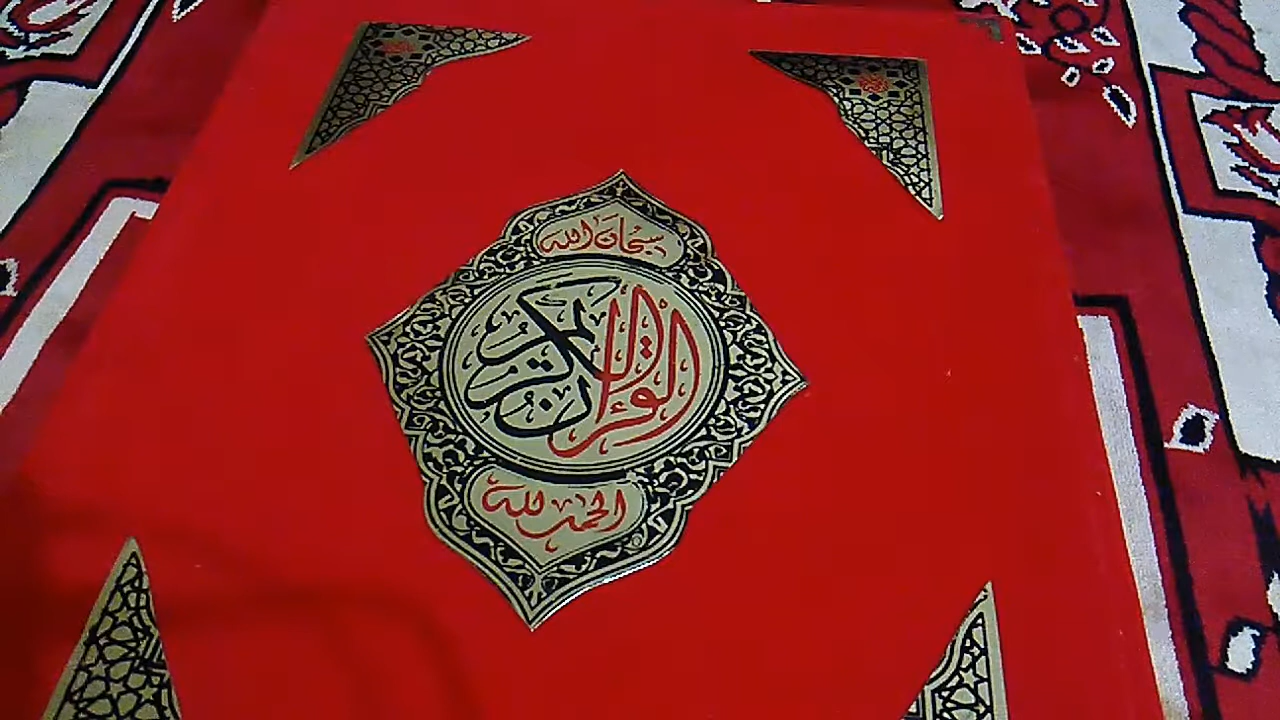 سبحان الله
القرآن الكريم
الحمد لله